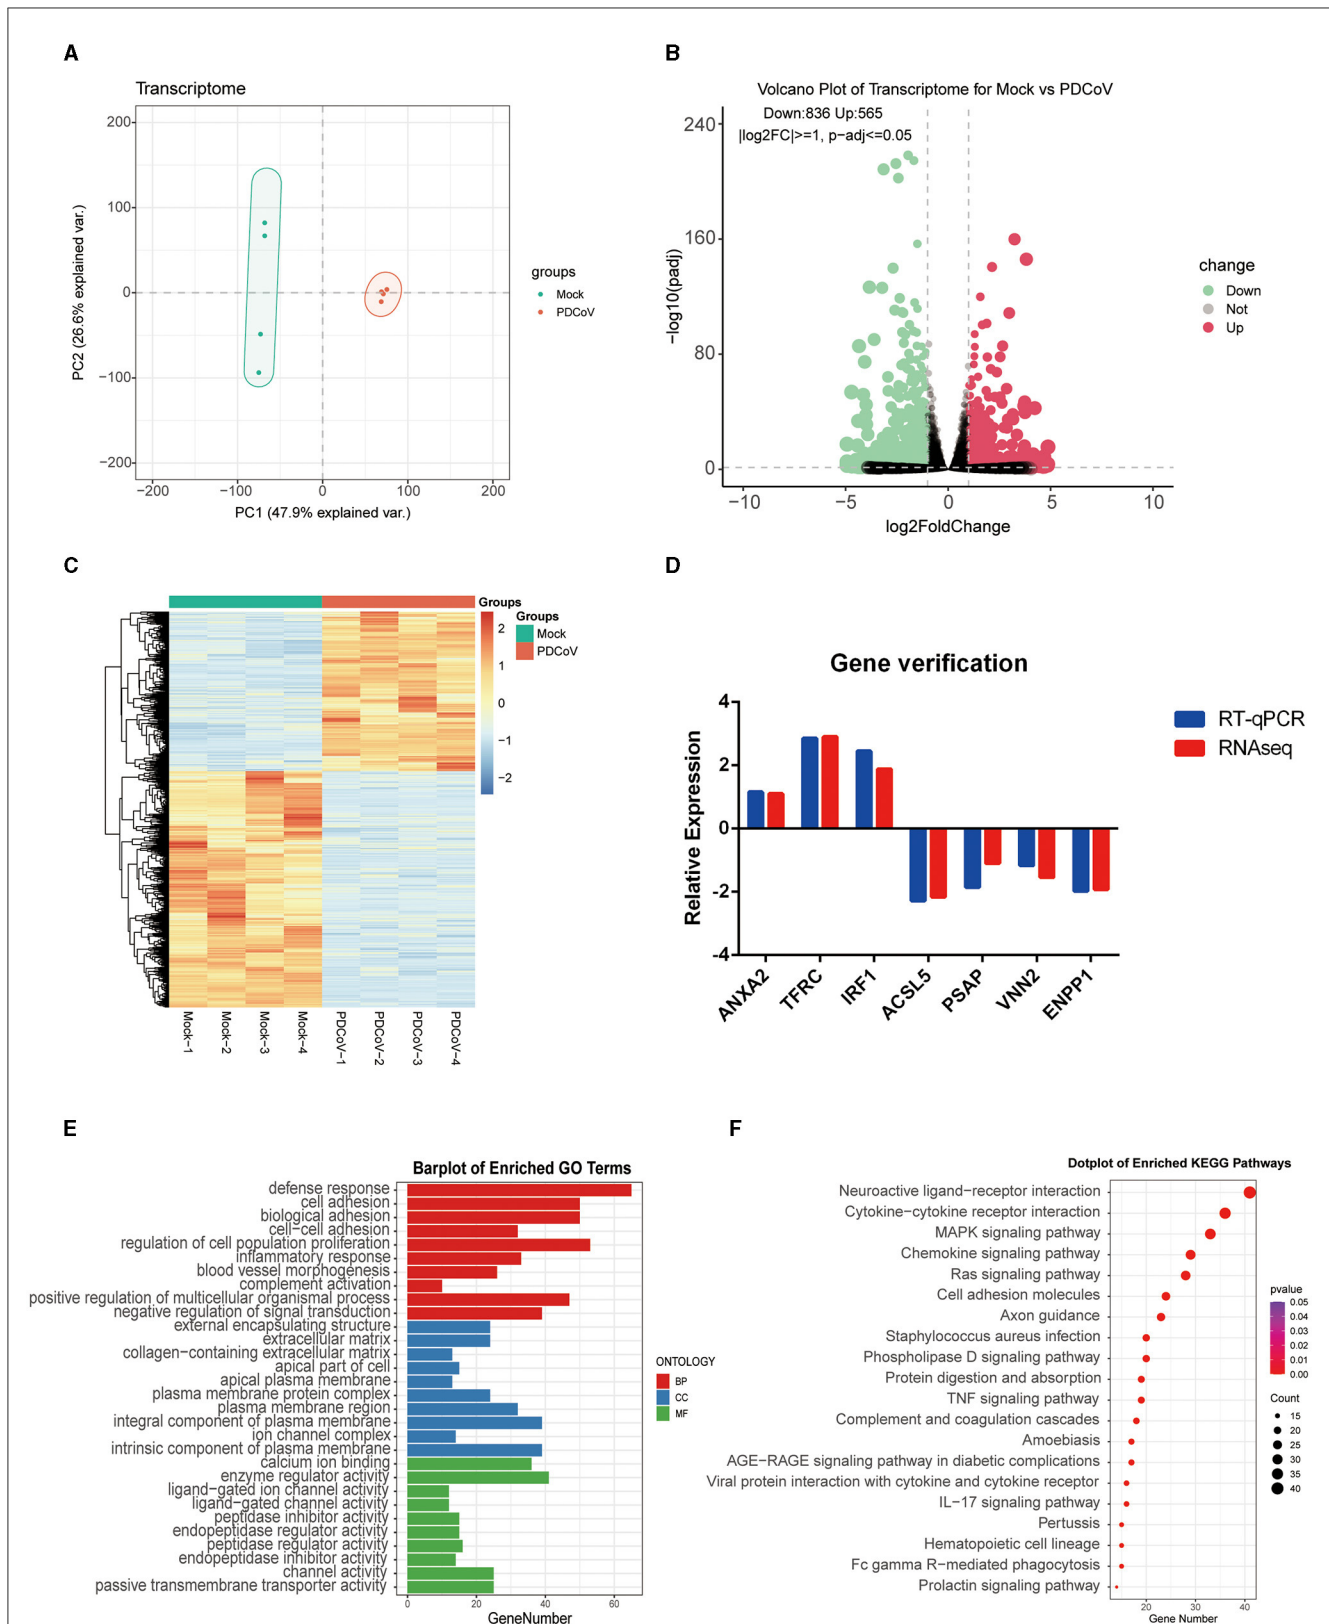 A
Transcriptome
200
100
0
−100
−200
−200
−100
0
100
200
PC2 (26.6% explained var.)
PC1 (47.9% explained var.)
groups
Mock
PDCoV
B
Volcano Plot of Transcriptome for Mock vs PDCoV
Down:836 Up:565
|log2FC|>=1, p−adj<=0.05
240
160
80
0
−10
−5
0
5
10
−log10(padj)
log2FoldChange
change
Down
Not
Up
C
Groups
2
1
0
−1
−2
Groups
Mock
PDCoV
Mock−1
Mock−2
Mock−3
Mock−4
PDCoV−1
PDCoV−2
PDCoV−3
PDCoV−4
D
Gene verification
4
2
0
-2
-4
Relative Expression
ANXA2
TFRC
IRF1
ACSL5
PSAP
VNN2
ENPP1
RT-qPCR
RNAseq
E
Barplot of Enriched GO Terms
defense response
cell adhesion
biological adhesion
cell−cell adhesion
regulation of cell population proliferation
inflammatory response
blood vessel morphogenesis
complement activation
positive regulation of multicellular organismal process
negative regulation of signal transduction
external encapsulating structure
extracellular matrix
collagen−containing extracellular matrix
apical part of cell
apical plasma membrane
plasma membrane protein complex
plasma membrane region
integral component of plasma membrane
ion channel complex
intrinsic component of plasma membrane
calcium ion binding
enzyme regulator activity
ligand−gated ion channel activity
ligand−gated channel activity
peptidase inhibitor activity
endopeptidase regulator activity
peptidase regulator activity
endopeptidase inhibitor activity
channel activity
passive transmembrane transporter activity
0
20
40
60
GeneNumber
ONTOLOGY
BP
CC
MF
F
Dotplot of Enriched KEGG Pathways
Neuroactive ligand−receptor interaction
Cytokine−cytokine receptor interaction
MAPK signaling pathway
Chemokine signaling pathway
Ras signaling pathway
Cell adhesion molecules
Axon guidance
Staphylococcus aureus infection
Phospholipase D signaling pathway
Protein digestion and absorption
TNF signaling pathway
Complement and coagulation cascades
Amoebiasis
AGE−RAGE signaling pathway in diabetic complications
Viral protein interaction with cytokine and cytokine receptor
IL−17 signaling pathway
Pertussis
Hematopoietic cell lineage
Fc gamma R−mediated phagocytosis
Prolactin signaling pathway
20
30
40
Gene Number
pvalue
0.05
0.04
0.03
0.02
0.01
0.00
Count
15
20
25
30
35
40